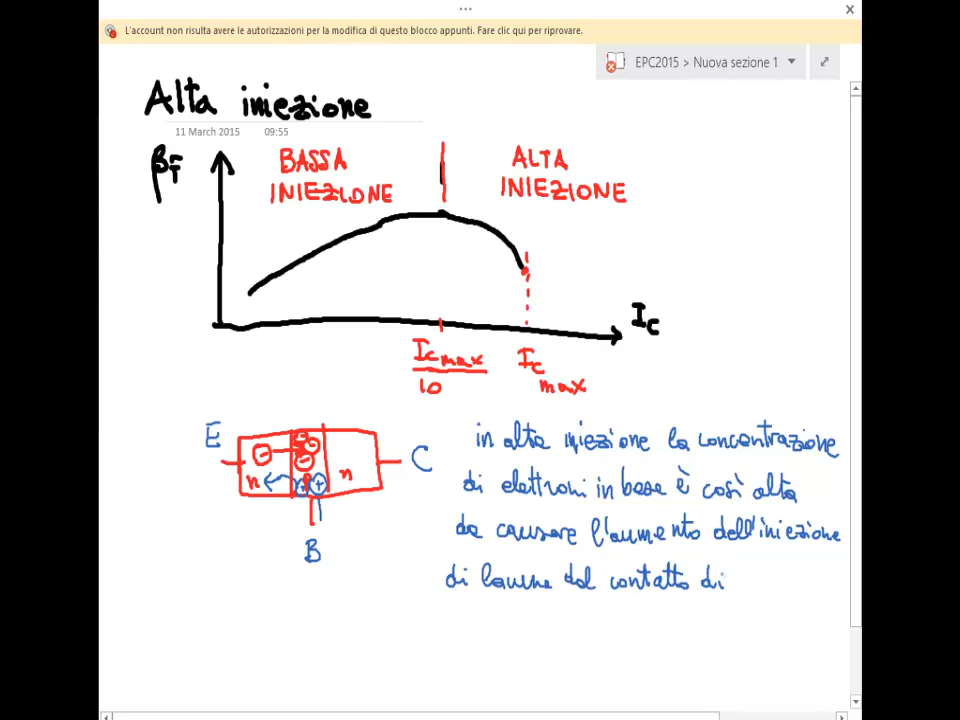 L'account non risulta avere le autorizzazioni per la modifica di questo blocco appunti. Fare clic qui per riprovare.
EPC2015 > Nuova sezione 1
Alta iniezione
11 March 2015 09:55
βF
BASSA INIEZIONE
ALTA INIEZIONE
IC
ICmax/10
ICmax
E
n
n
C
B
in alta iniezione la concentrazione
di elettroni in base è così alta
da causare l'aumento dell'iniezione
di lacune dal contatto di